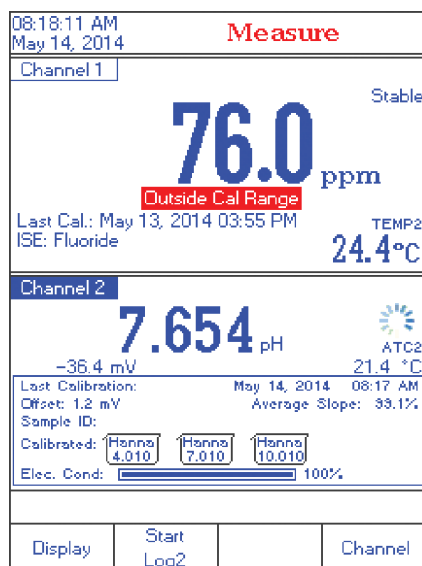 08:18:11 AM
May 14, 2014
Measure
Channel 1
Stable
76.0 ppm
Outside Cal Range
Last Cal.: May 13, 2014 03:55 PM
ISE: Fluoride
TEMP2
24.4°C
Channel 2
7.654 pH
-36.4 mV
ATC2
21.4 °C
Last Calibration: May 14, 2014 08:17 AM
Offset: 1.2 mV Average Slope: 99.1%
Sample ID:
Calibrated: Hanna 4.010 Hanna 7.010 Hanna 10.010
Elec. Cond: 100%
Display
Start Log2
Channel